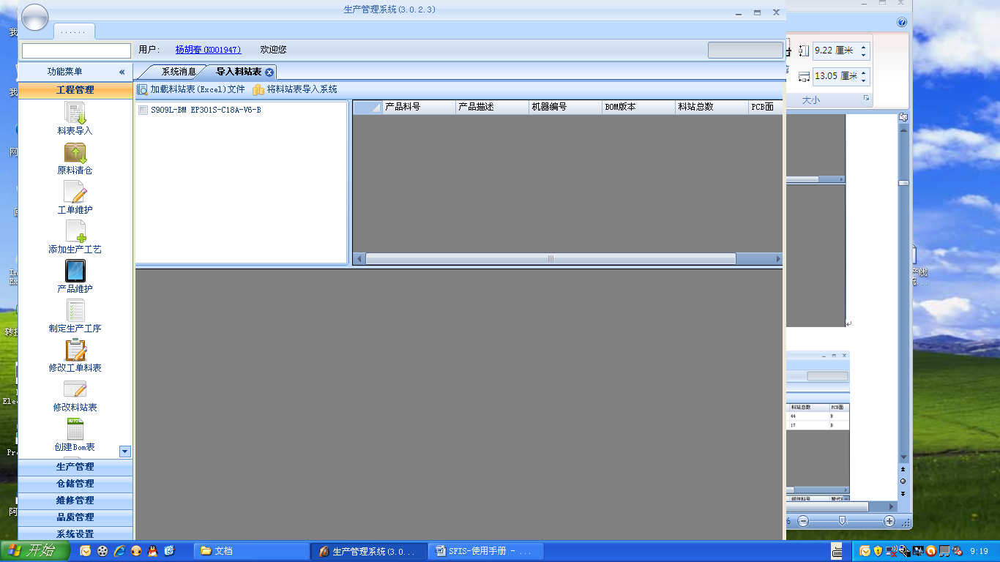 生产管理系统(3.0.2.3)
......
用户: 杨胡春(K001947) 欢迎您
功能菜单 «
系统消息 导入料站表
工程管理
加载料站表(Excel)文件 将料站表导入系统
S909L-BM EP301S-C18A-V6-B
产品料号 产品描述 机器编号 BOM版本 料站总数 PCB面
料表导入
原料清仓
工单维护
添加生产工艺
产品维护
制定生产工序
修改工单料表
修改料站表
AUTO
创建Bom表
生产管理
仓储管理
维修管理
品质管理
系统设置
9.22 厘米
13.05 厘米
大小
料站总数 PCB面
44 B
17 B
组件料号
开始
文档
生产管理系统(3.0...
SFIS-使用手册 - ...
9:19